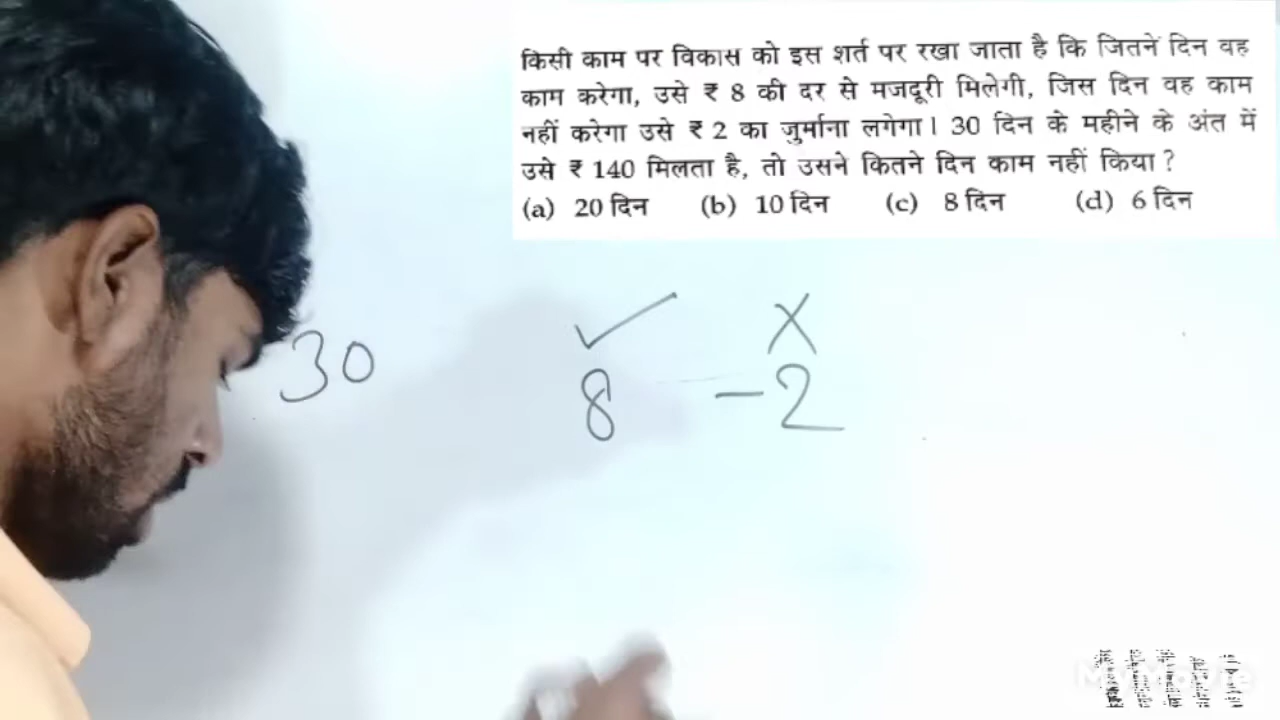 किसी काम पर विकास को इस शर्त पर रखा जाता है कि जितनें दिन वह
काम करेगा, उसे ₹ 8 की दर से मजदूरी मिलेगी, जिस दिन वह काम
नहीं करेगा उसे ₹ 2 का जुर्माना लगेगा। 30 दिन के महीने के अंत में
उसे ₹ 140 मिलता है, तो उसने कितने दिन काम नहीं किया ?
(a) 20 दिन (b) 10 दिन (c) 8 दिन (d) 6 दिन
✓ X
30 8 -2
MyMovie